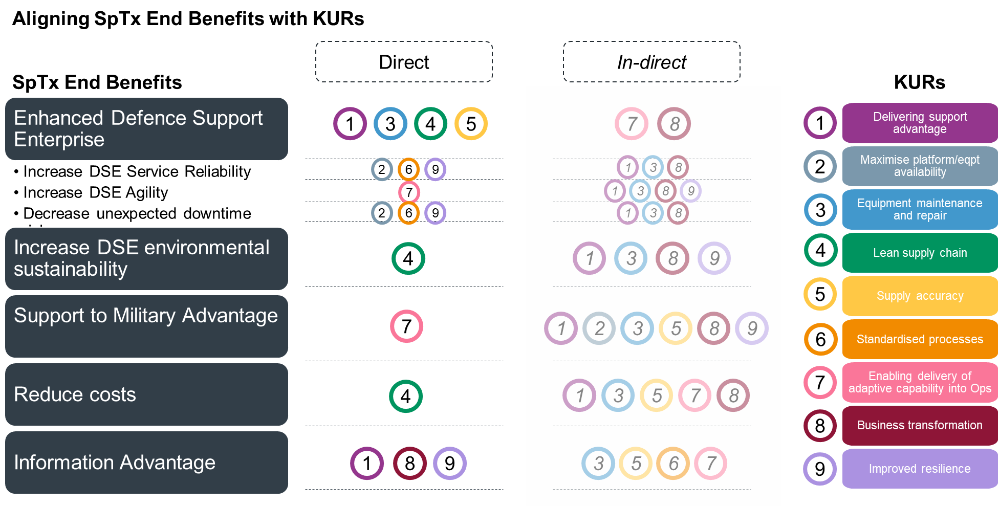 Aligning SpTx End Benefits with KURs
Direct
In-direct
SpTx End Benefits
KURs
Enhanced Defence Support
Enterprise
1 3 4 5
7 8
1
Delivering support
advantage
• Increase DSE Service Reliability
2 6 9
1 3 8
2
Maximise platform/eqpt
availability
• Increase DSE Agility
7
1 3 8 9
• Decrease unexpected downtime
2 6 9
1 3 8
3
Equipment maintenance
and repair
Increase DSE environmental
sustainability
4
1 3 8 9
4
Lean supply chain
5
Supply accuracy
Support to Military Advantage
7
1 2 3 5 8 9
6
Standardised processes
Reduce costs
4
1 3 5 7 8
7
Enabling delivery of
adaptive capability into Ops
8
Business transformation
Information Advantage
1 8 9
3 5 6 7
9
Improved resilience